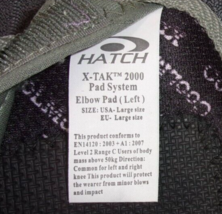 HATCH
X-TAK™ 2000
Pad System
Elbow Pad ( Left )
SIZE: USA- Large size
EU- Large size
This product conforms to
EN14120 : 2003 + A1 : 2007
Level 2 Range C Users of body
mass above 50kg Direction:
Common for left and right
knee This product will protect
the wearer from minor blows
and impact